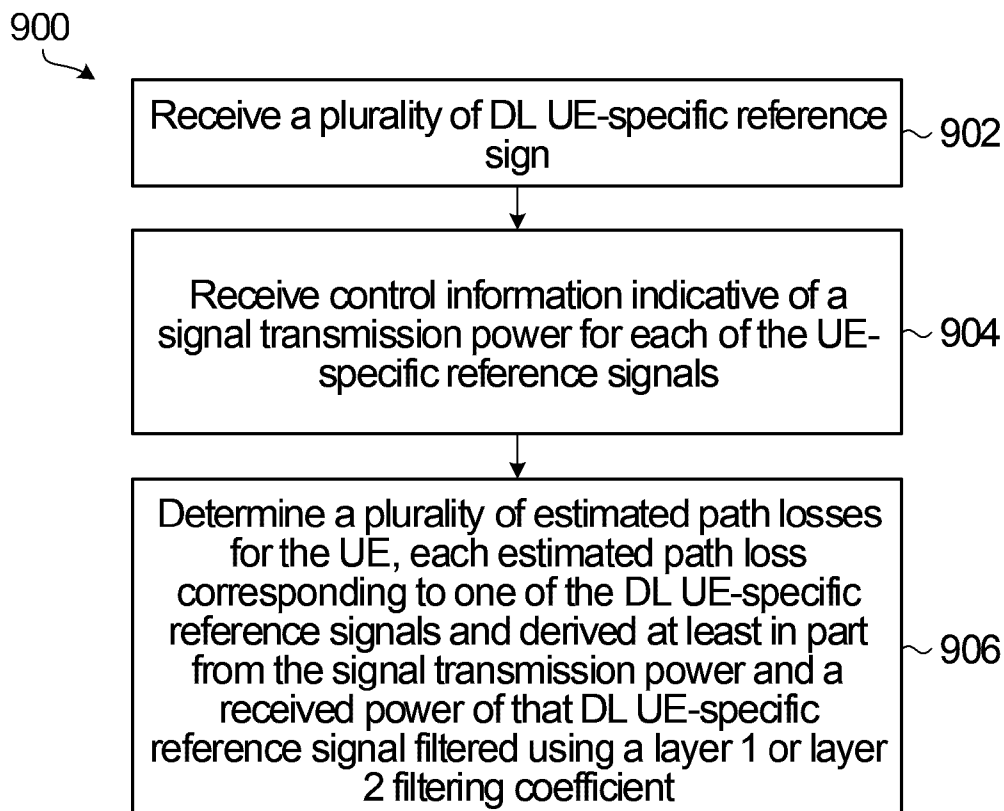 900
Receive a plurality of DL UE-specific reference
sign
902
Receive control information indicative of a
signal transmission power for each of the UE-
specific reference signals
904
Determine a plurality of estimated path losses
for the UE, each estimated path loss
corresponding to one of the DL UE-specific
reference signals and derived at least in part
from the signal transmission power and a
received power of that DL UE-specific
reference signal filtered using a layer 1 or layer
2 filtering coefficient
906